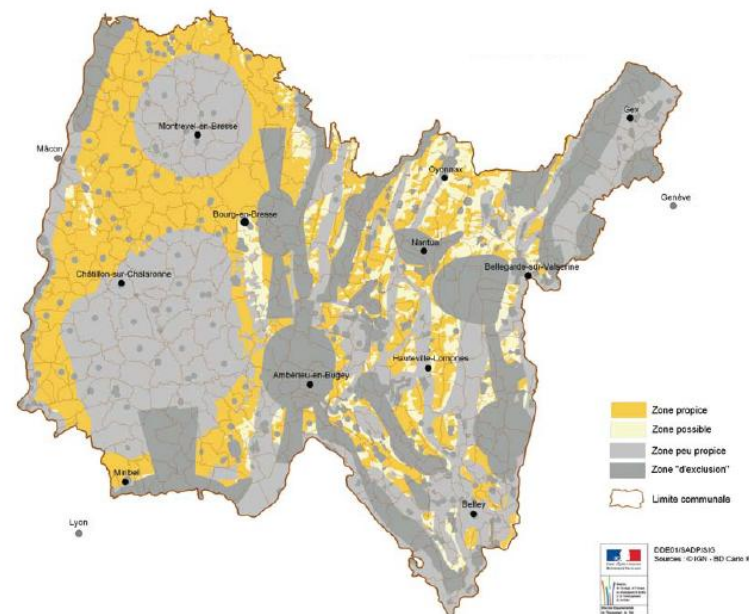 Gex
Montrevel-en-Bresse
Mâcon
Oyonnax
Genève
Bourg-en-Bresse
Nantua
Bellegarde-sur-Valserine
Châtillon-sur-Chalaronne
Hauteville-Lompnes
Ambérieu-en-Bugey
Miribel
Belley
Lyon
Zone propice
Zone possible
Zone peu propice
Zone "d'exclusion"
Limite communale
DDE01/SADP/SIG
Sources : © IGN - BD Carto ®